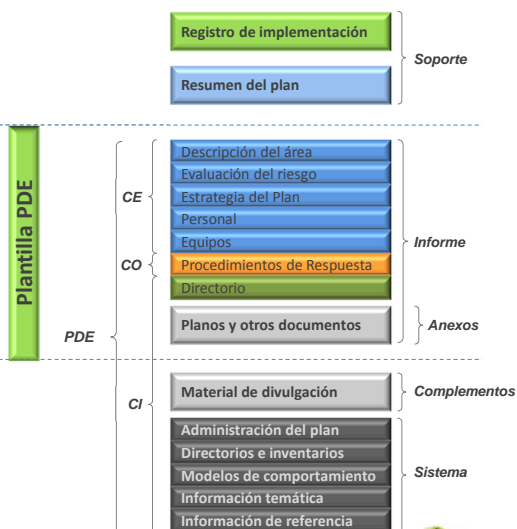 Registro de implementación
Soporte
Resumen del plan
Plantilla PDE
Descripción del área
Evaluación del riesgo
CE
Estrategia del Plan
Personal
Equipos
Informe
CO
Procedimientos de Respuesta
Directorio
Planos y otros documentos
Anexos
PDE
Material de divulgación
Complementos
CI
Administración del plan
Directorios e inventarios
Modelos de comportamiento
Sistema
Información temática
Información de referencia